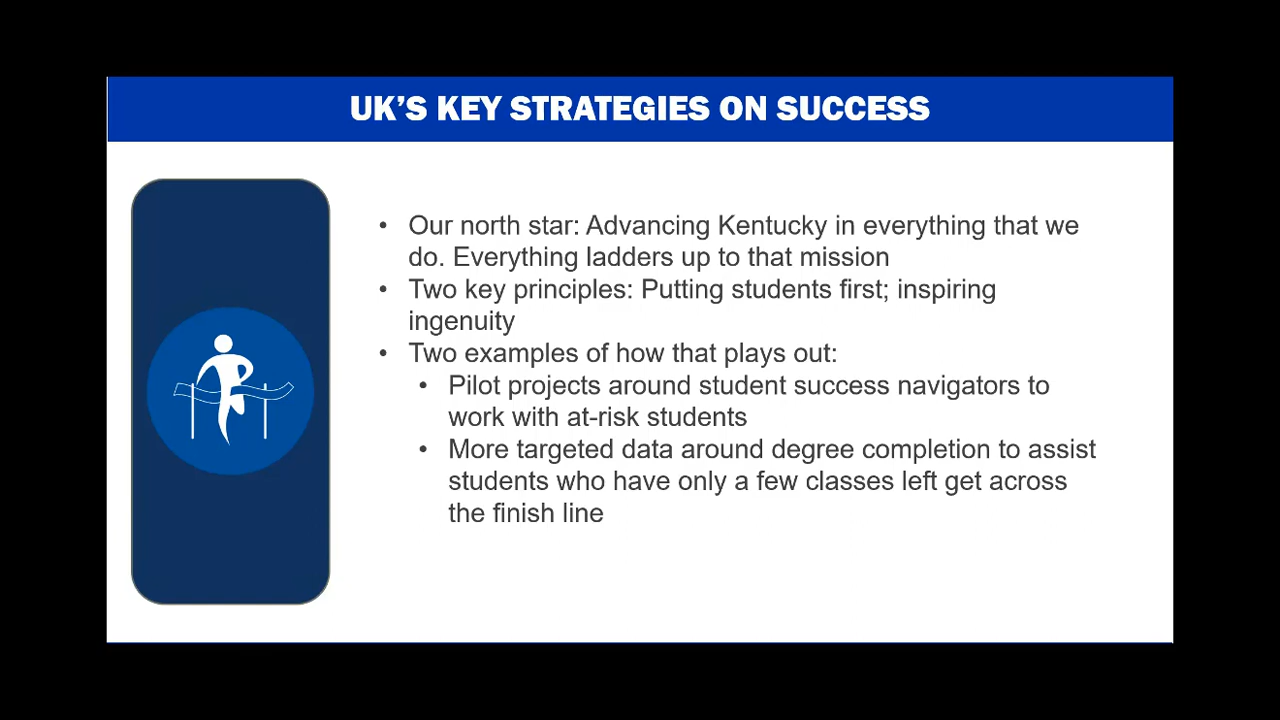 UK'S KEY STRATEGIES ON SUCCESS
• Our north star: Advancing Kentucky in everything that we
do. Everything ladders up to that mission
• Two key principles: Putting students first; inspiring
ingenuity
• Two examples of how that plays out:
• Pilot projects around student success navigators to
work with at-risk students
• More targeted data around degree completion to assist
students who have only a few classes left get across
the finish line